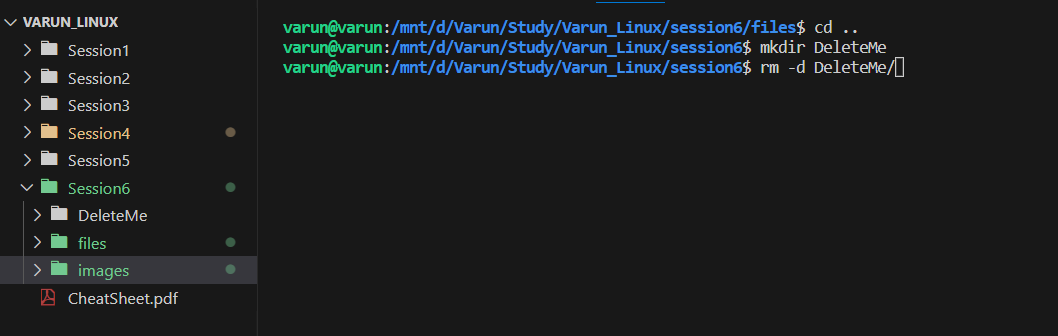 VARUN_LINUX
Session1
Session2
Session3
Session4
Session5
Session6
DeleteMe
files
images
CheatSheet.pdf
varun@varun:/mnt/d/Varun/Study/Varun_Linux/session6/files$ cd ..
varun@varun:/mnt/d/Varun/Study/Varun_Linux/session6$ mkdir DeleteMe
varun@varun:/mnt/d/Varun/Study/Varun_Linux/session6$ rm -d DeleteMe/